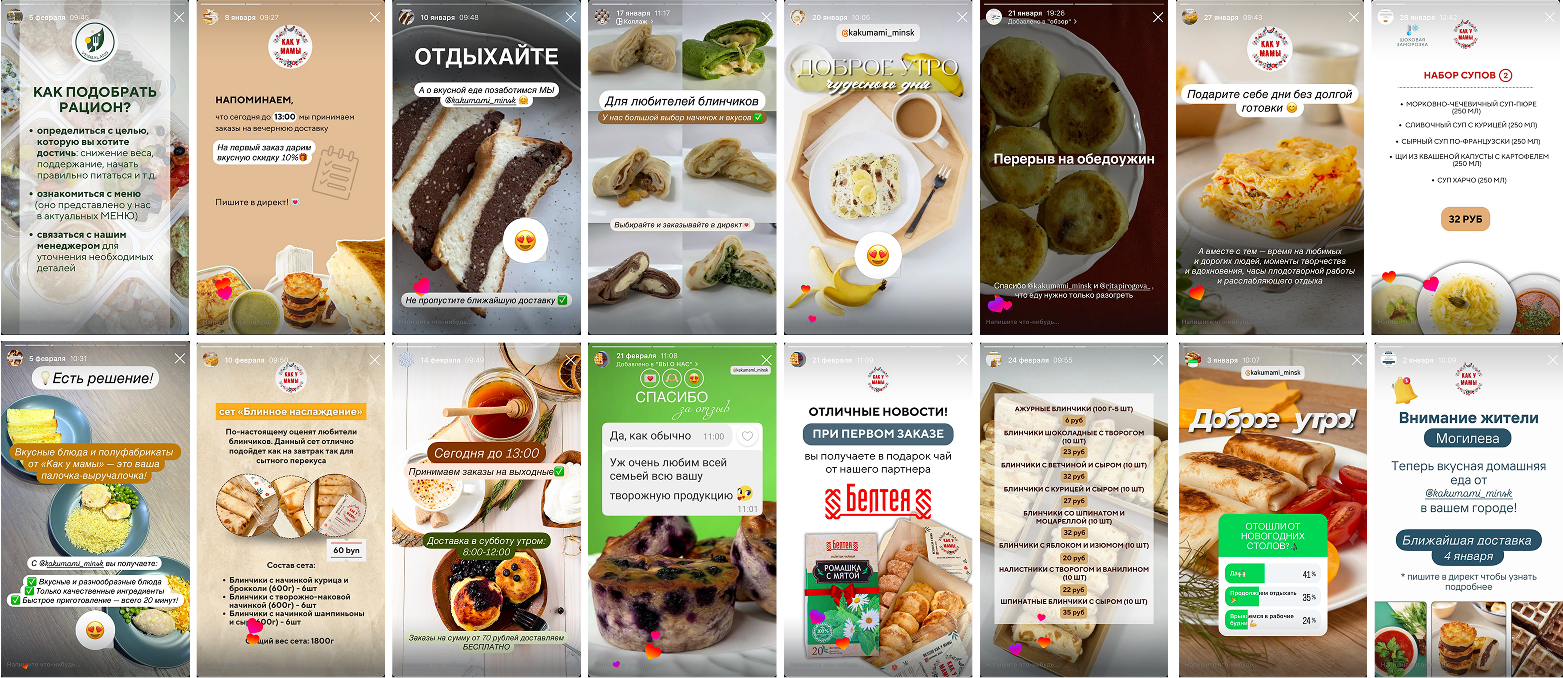 5 февраля 09:45
КАК ПОДОБРАТЬ
РАЦИОН?
• определиться с целью,
которую вы хотите
достичь: снижение веса,
поддержание, начать
правильно питаться и т.д.
• ознакомиться с меню
(оно представлено у нас
в актуальных МЕНЮ)
• связаться с нашим
менеджером для
уточнения необходимых
деталей
8 января 09:27
КАК У
МАМЫ
НАПОМИНАЕМ,
что сегодня до 13:00 мы принимаем
заказы на вечернюю доставку
На первый заказ дарим
вкусную скидку 10%🎁
Пишите в директ! 💌
10 января 09:48
ОТДЫХАЙТЕ
А о вкусной еде позаботимся МЫ
@kakumami_minsk 🤗
Не пропустите ближайшую доставку ✅
Напишите что-нибудь...
17 января 11:17
Коллаж >
Для любителей блинчиков
У нас большой выбор начинок и вкусов ✅
Выбирайте и заказывайте в директ💌
20 января 10:05
@kakumami_minsk
ДОБРОЕ УТРО
чудесного дня
21 января 19:26
Добавлено в "обзор" >
Перерыв на обедоужин
Спасибо @kakumami_minsk и @ritapirogova_,
что еду нужно только разогреть
Напишите что-нибудь...
27 января 09:43
КАК У
МАМЫ
Подарите себе дни без долгой
готовки 😊
А вместе с тем — время на любимых
и дорогих людей, моменты творчества
и вдохновения, часы плодотворной работы
и расслабляющего отдыха
28 января 12:42
ШОКОВАЯ
ЗАМОРОЗКА
КАК У
МАМЫ
НАБОР СУПОВ 2
• МОРКОВНО-ЧЕЧЕВИЧНЫЙ СУП-ПЮРЕ
(250 МЛ)
• СЛИВОЧНЫЙ СУП С КУРИЦЕЙ (250 МЛ)
• СЫРНЫЙ СУП ПО-ФРАНЦУЗСКИ (250 МЛ)
• ЩИ ИЗ КВАШЕНОЙ КАПУСТЫ С КАРТОФЕЛЕМ
(250 МЛ)
• СУП ХАРЧО (250 МЛ)
32 РУБ
5 февраля 10:31
💡Есть решение!
Вкусные блюда и полуфабрикаты
от «Как у мамы» — это ваша
палочка-выручалочка!
С @kakumami_minsk вы получаете:
✅ Вкусные и разнообразные блюда
✅ Только качественные ингредиенты
✅ Быстрое приготовление — всего 20 минут!
Напишите что-нибудь...
10 февраля 09:50
КАК У
МАМЫ
сет «Блинное наслаждение»
По-настоящему оценят любители
блинчиков. Данный сет отлично
подойдет как на завтрак так для
сытного перекуса
60 byn
Состав сета:
• Блинчики с начинкой курица и
брокколи (600г) - 6шт
• Блинчики с творожно-маковой
начинкой (600г) - 6шт
• Блинчики с начинкой шампиньоны
и сыр (600г) - 6шт
Общий вес сета: 1800г
14 февраля 09:49
Сегодня до 13:00
Принимаем заказы на выходные✅
Доставка в субботу утром:
8:00-12:00
Заказы на сумму от 70 рублей доставляем
БЕСПЛАТНО
21 февраля 11:08
Добавлено в "ВЫ О НАС" >
@kakumami_minsk
СПАСИБО
за отзыв
Да, как обычно 11:00
Уж очень любим всей
семьей всю вашу
творожную продукцию 🥹
11:01
21 февраля 11:09
КАК У
МАМЫ
ОТЛИЧНЫЕ НОВОСТИ!
ПРИ ПЕРВОМ ЗАКАЗЕ
вы получаете в подарок чай
от нашего партнера
Белтея
Белтея
РОМАШКА
С МЯТОЙ
100%
20
24 февраля 09:55
АЖУРНЫЕ БЛИНЧИКИ (100 Г-5 ШТ)
6 руб
БЛИНЧИКИ ШОКОЛАДНЫЕ С ТВОРОГОМ
(10 ШТ)
23 руб
БЛИНЧИКИ С ВЕТЧИНОЙ И СЫРОМ (10 ШТ)
32 руб
БЛИНЧИКИ С КУРИЦЕЙ И СЫРОМ (10 ШТ)
27 руб
БЛИНЧИКИ СО ШПИНАТОМ И
МОЦАРЕЛЛОЙ (10 ШТ)
32 руб
БЛИНЧИКИ С ЯБЛОКОМ И ИЗЮМОМ (10 ШТ)
20 руб
НАЛИСТНИКИ С ТВОРОГОМ И ВАНИЛИНОМ
(10 ШТ)
22 руб
ШПИНАТНЫЕ БЛИНЧИКИ С СЫРОМ (10 ШТ)
35 руб
3 января 10:07
@kakumami_minsk
Доброе утро!
ОТОШЛИ ОТ
НОВОГОДНИХ
СТОЛОВ?
Да 41%
Продолжаем отдыхать 35%
Врываемся в рабочие
будни 24%
2 января 10:09
КАК У
МАМЫ
Внимание жители
Могилева
Теперь вкусная домашняя
еда от
@kakumami_minsk
в вашем городе!
Ближайшая доставка
4 января
* пишите в директ чтобы узнать
подробнее